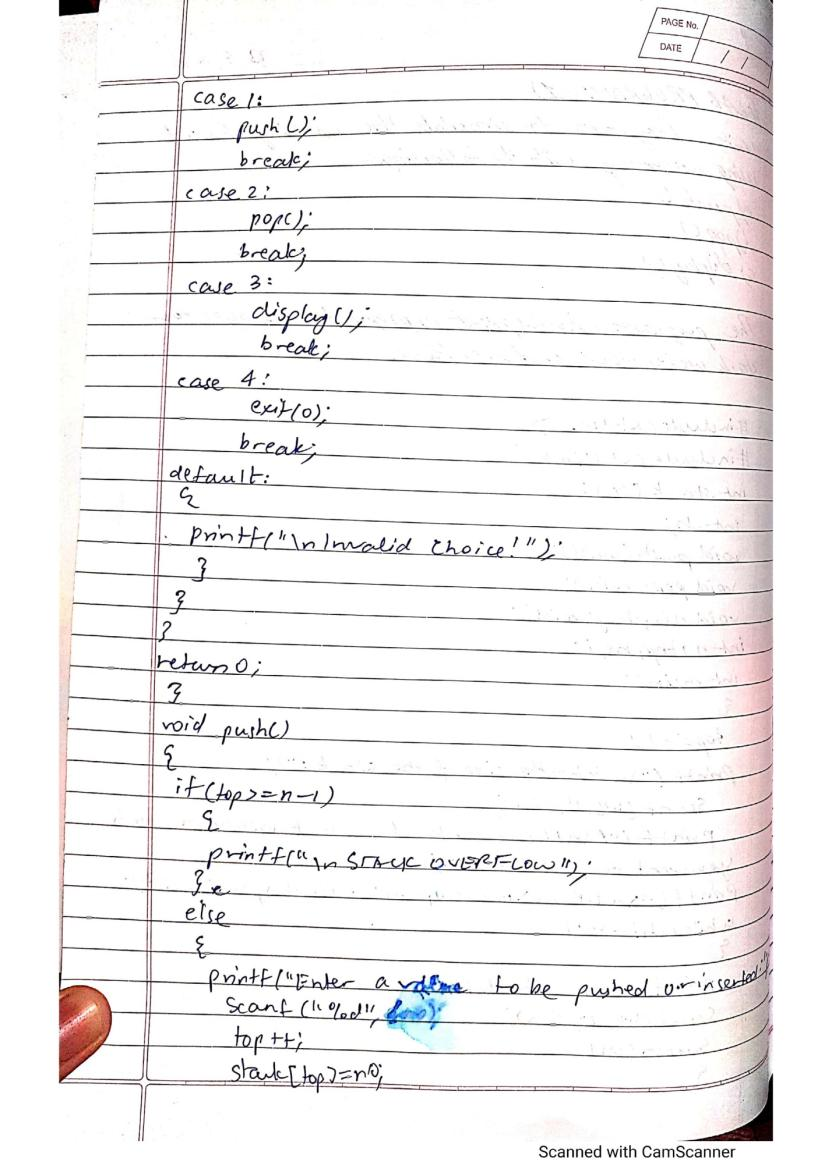 PAGE No.
DATE / /
case 1:
push();
break;
case 2:
pop();
break;
case 3:
display();
break;
case 4:
exit(0);
break;
default:
{
printf("\n Invalid choice!");
}
}
}
return 0;
}
void push()
{
if(top>=n-1)
{
printf("\n STACK OVERFLOW");
}
else
{
printf("Enter a value to be pushed or inserted:"
scanf("%d",
top++;
stack[top]=
Scanned with CamScanner